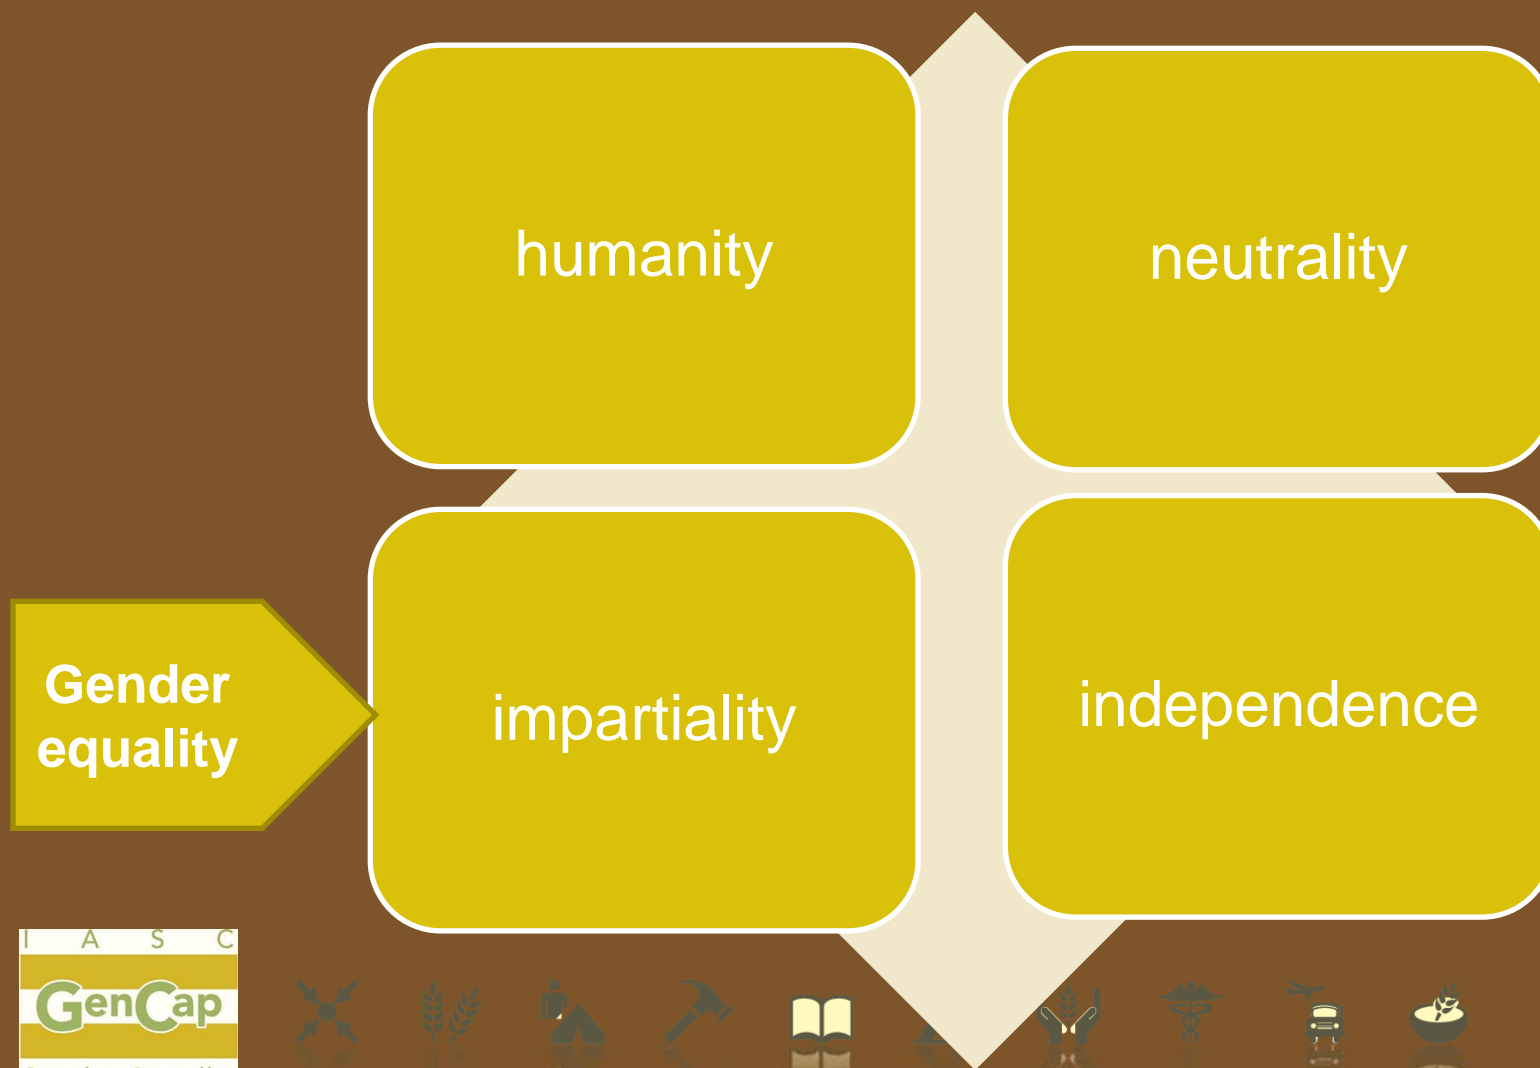 humanity
neutrality
Gender
equality
impartiality
independence
I A S C
GenCap